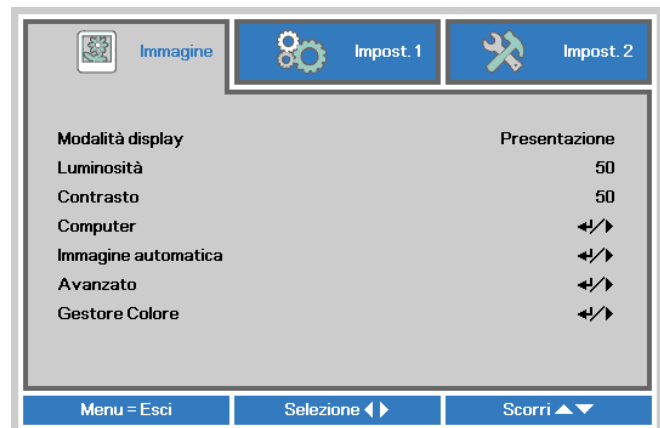 Immagine Impost. 1 Impost. 2
Modalità display Presentazione
Luminosità 50
Contrasto 50
Computer
Immagine automatica
Avanzato
Gestore Colore
Menu = Esci Selezione Scorri